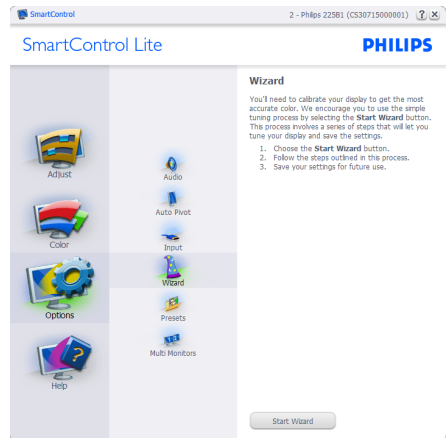 SmartControl
2 - Philips 225B1 (CS30715000001)
? X
SmartControl Lite
PHILIPS
Adjust
Color
Options
Help
Audio
Auto Pivot
Input
Wizard
Presets
Multi Monitors
Wizard
You'll need to calibrate your display to get the most
accurate color. We encourage you to use the simple
tuning process by selecting the Start Wizard button.
This process involves a series of steps that will let you
tune your display and save the settings.
1. Choose the Start Wizard button.
2. Follow the steps outlined in this process.
3. Save your settings for future use.
Start Wizard